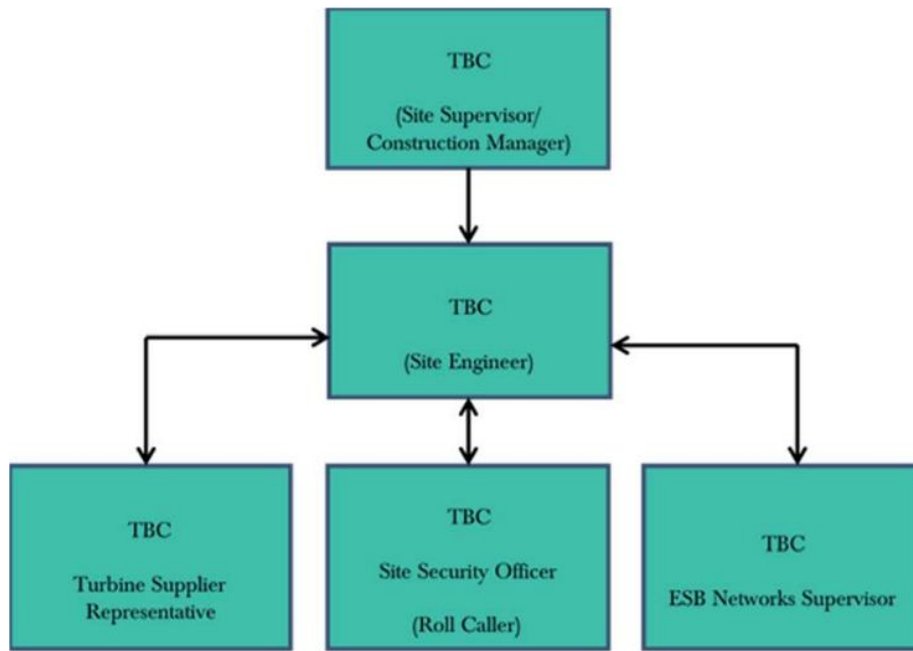 TBC
(Site Supervisor/
Construction Manager)
TBC
(Site Engineer)
TBC
Turbine Supplier
Representative
TBC
Site Security Officer
(Roll Caller)
TBC
ESB Networks Supervisor